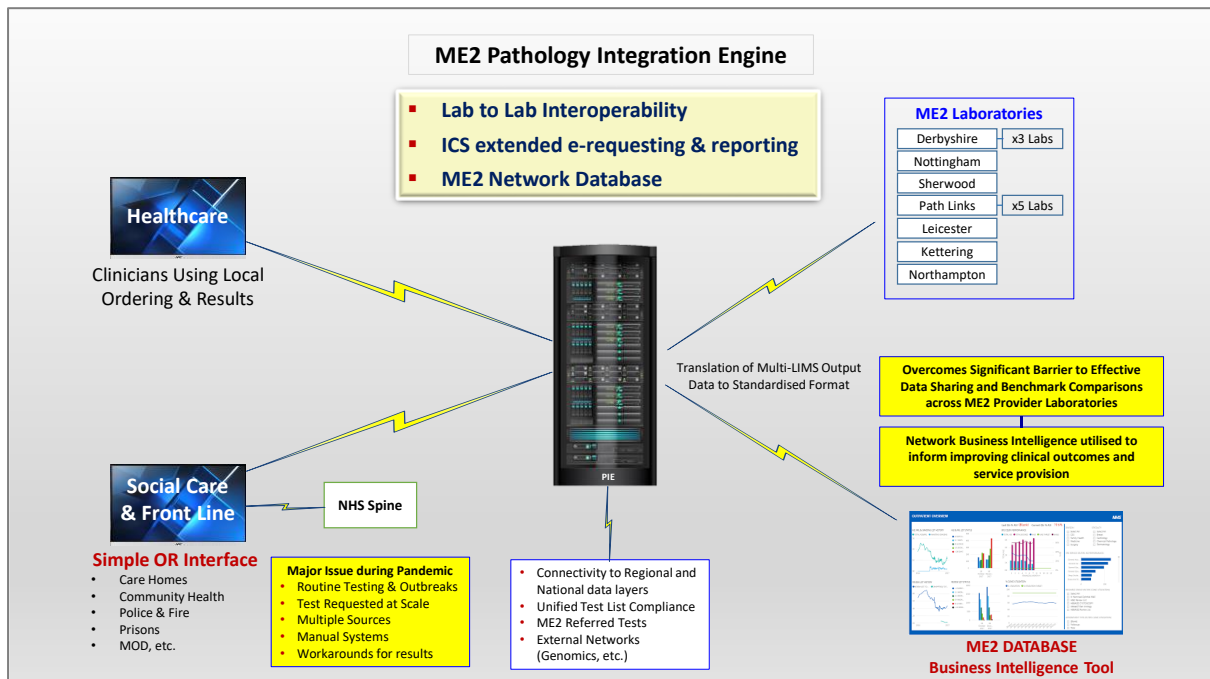 ME2 Pathology Integration Engine
Lab to Lab Interoperability
ICS extended e-requesting & reporting
ME2 Network Database
ME2 Laboratories
Derbyshire
x3 Labs
Nottingham
Sherwood
Path Links
x5 Labs
Leicester
Kettering
Northampton
Healthcare
Clinicians Using Local
Ordering & Results
Translation of Multi-LIMS Output
Data to Standardised Format
Overcomes Significant Barrier to Effective
Data Sharing and Benchmark Comparisons
across ME2 Provider Laboratories
Network Business Intelligence utilised to
inform improving clinical outcomes and
service provision
PIE
Social Care
& Front Line
NHS Spine
Simple OR Interface
• Care Homes
• Community Health
• Police & Fire
• Prisons
• MOD, etc.
Major Issue during Pandemic
• Routine Testing & Outbreaks
• Test Requested at Scale
• Multiple Sources
• Manual Systems
• Workarounds for results
• Connectivity to Regional and
National data layers
• Unified Test List Compliance
• ME2 Referred Tests
• External Networks
(Genomics, etc.)
ME2 DATABASE
Business Intelligence Tool